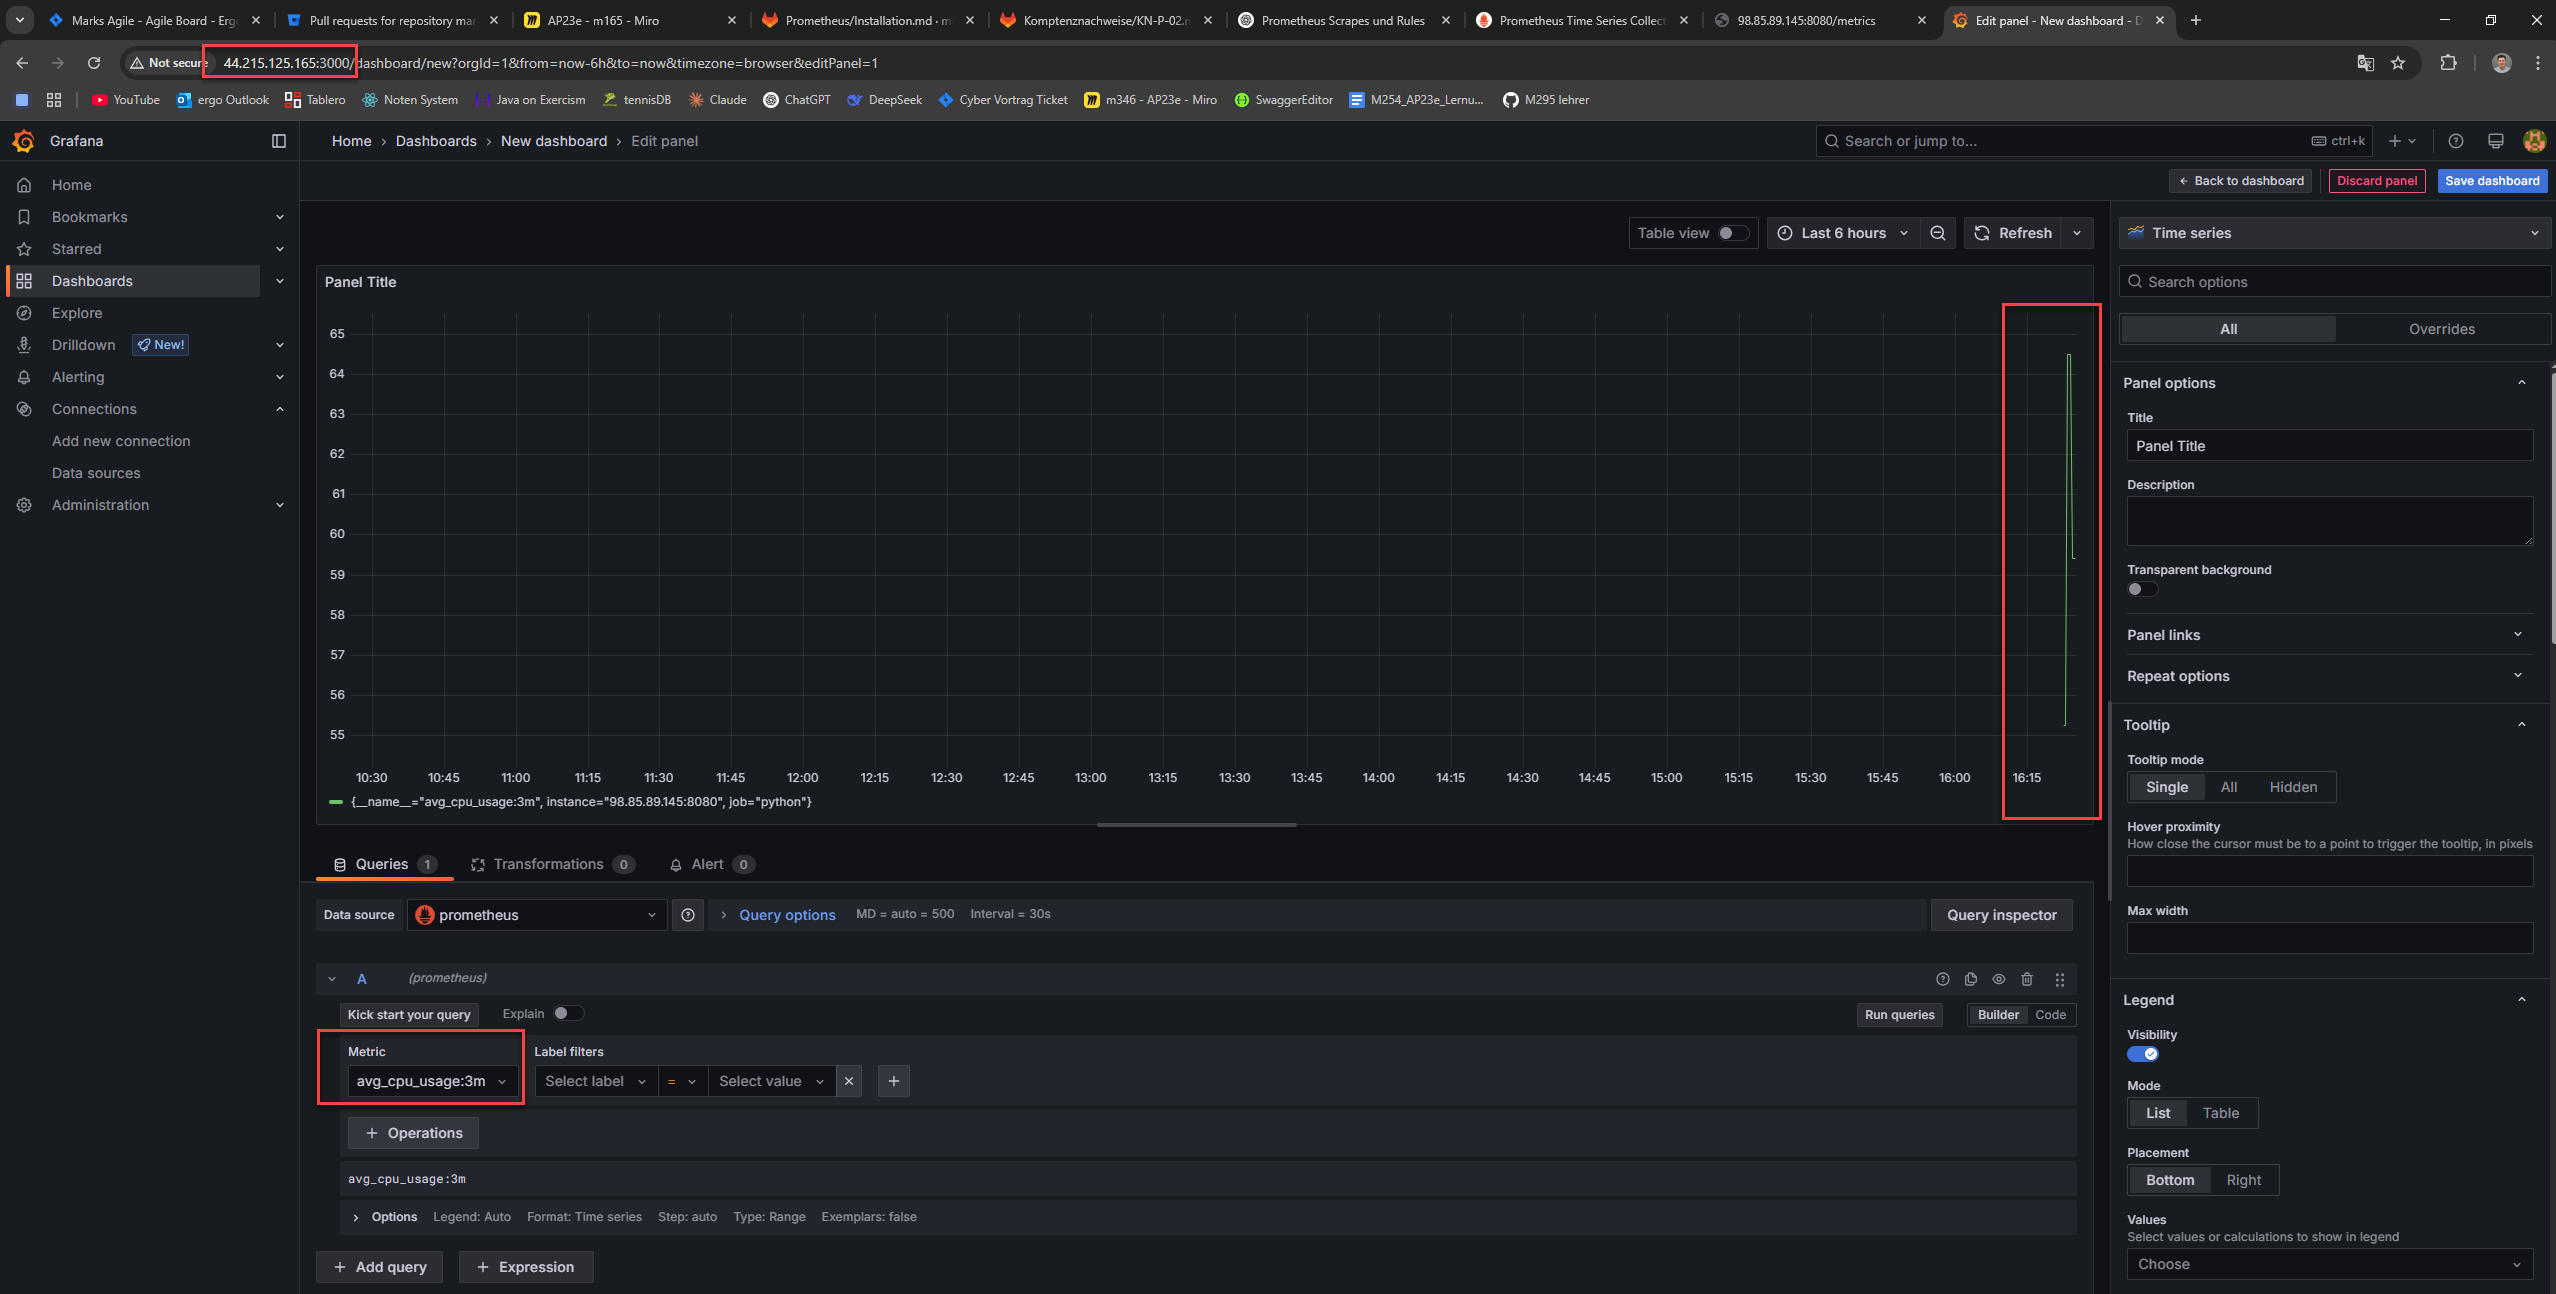 Marks Agile - Agile Board - Erg
Pull requests for repository mar
AP23e - m165 - Miro
Prometheus/Installation.md · m
Komptenznachweise/KN-P-02.m
Prometheus Scrapes und Rules
Prometheus Time Series Collect
98.85.89.145:8080/metrics
Edit panel - New dashboard - D
Not secure
44.215.125.165:3000/dashboard/new?orgId=1&from=now-6h&to=now&timezone=browser&editPanel=1
YouTube
ergo Outlook
Tablero
Noten System
Java on Exercism
tennisDB
Claude
ChatGPT
DeepSeek
Cyber Vortrag Ticket
m346 - AP23e - Miro
SwaggerEditor
M254_AP23e_Lernu...
M295 lehrer
Grafana
Home › Dashboards › New dashboard › Edit panel
Search or jump to...
ctrl+k
Home
Bookmarks
Starred
Dashboards
Explore
Drilldown New!
Alerting
Connections
Add new connection
Data sources
Administration
Back to dashboard
Discard panel
Save dashboard
Table view
Last 6 hours
Refresh
Panel Title
65
64
63
62
61
60
59
58
57
56
55
10:30 10:45 11:00 11:15 11:30 11:45 12:00 12:15 12:30 12:45 13:00 13:15 13:30 13:45 14:00 14:15 14:30 14:45 15:00 15:15 15:30 15:45 16:00 16:15
{__name__="avg_cpu_usage:3m", instance="98.85.89.145:8080", job="python"}
Queries 1
Transformations 0
Alert 0
Data source
prometheus
Query options
MD = auto = 500
Interval = 30s
Query inspector
A
(prometheus)
Kick start your query
Explain
Run queries
Builder
Code
Metric
Label filters
avg_cpu_usage:3m
Select label
=
Select value
+ Operations
avg_cpu_usage:3m
Options
Legend: Auto
Format: Time series
Step: auto
Type: Range
Exemplars: false
+ Add query
+ Expression
Time series
Search options
All
Overrides
Panel options
Title
Panel Title
Description
Transparent background
Panel links
Repeat options
Tooltip
Tooltip mode
Single
All
Hidden
Hover proximity
How close the cursor must be to a point to trigger the tooltip, in pixels
Max width
Legend
Visibility
Mode
List
Table
Placement
Bottom
Right
Values
Select values or calculations to show in legend
Choose